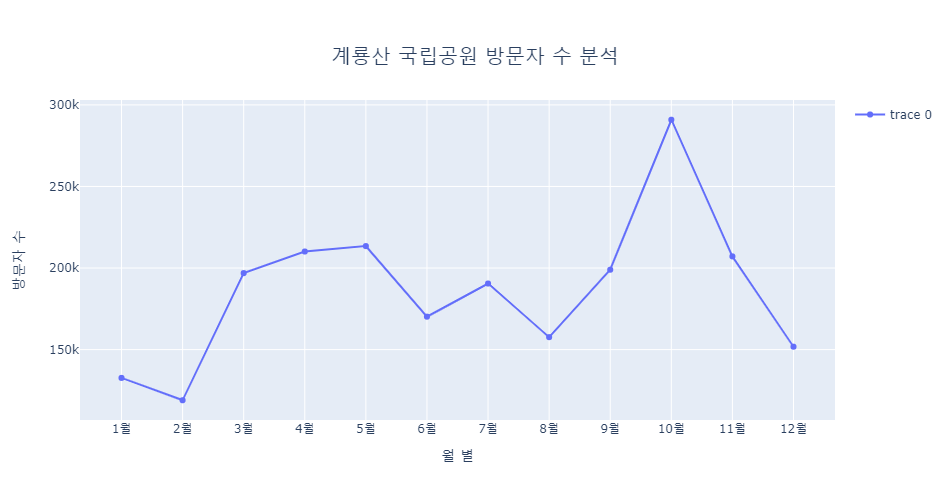 계룡산 국립공원 방문자 수 분석
300k
250k
200k
150k
방문자 수
1월 2월 3월 4월 5월 6월 7월 8월 9월 10월 11월 12월
월 별
trace 0